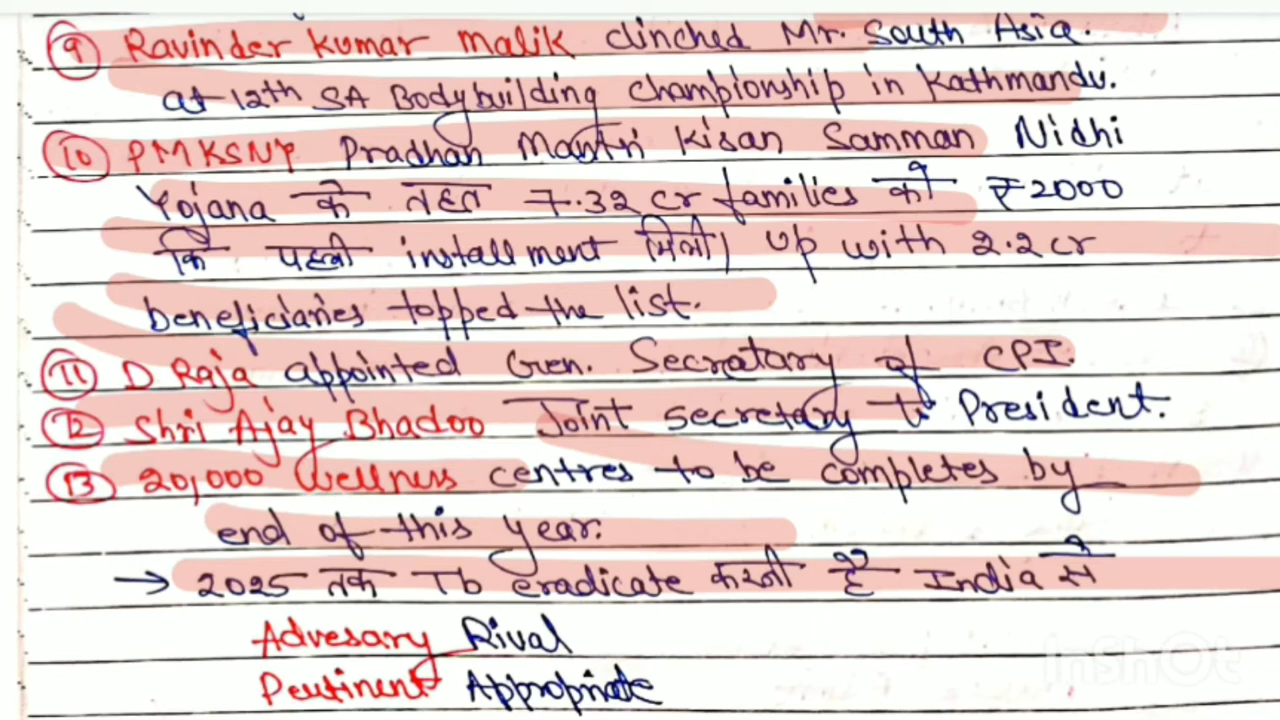 9 Ravinder Kumar Malik clinched Mr. South Asia.
at 12th SA Bodybuilding Championship in Kathmandu.
10 PMKSNY Pradhan Mantri Kisan Samman Nidhi
Yojana के तहत 7.32 cr families को ₹2000
कि पहली installment मिली| UP with 2.2 cr
beneficiaries topped the list.
11 D Raja appointed Gen. Secratary of CPI.
12 Shri Ajay Bhadoo Joint secretary to President.
13 20,000 Wellness centres to be completes by
end of this year.
→ 2025 तक Tb eradicate करनी है India से
Advesary Rival
Peutinent Appropriate
InShOt